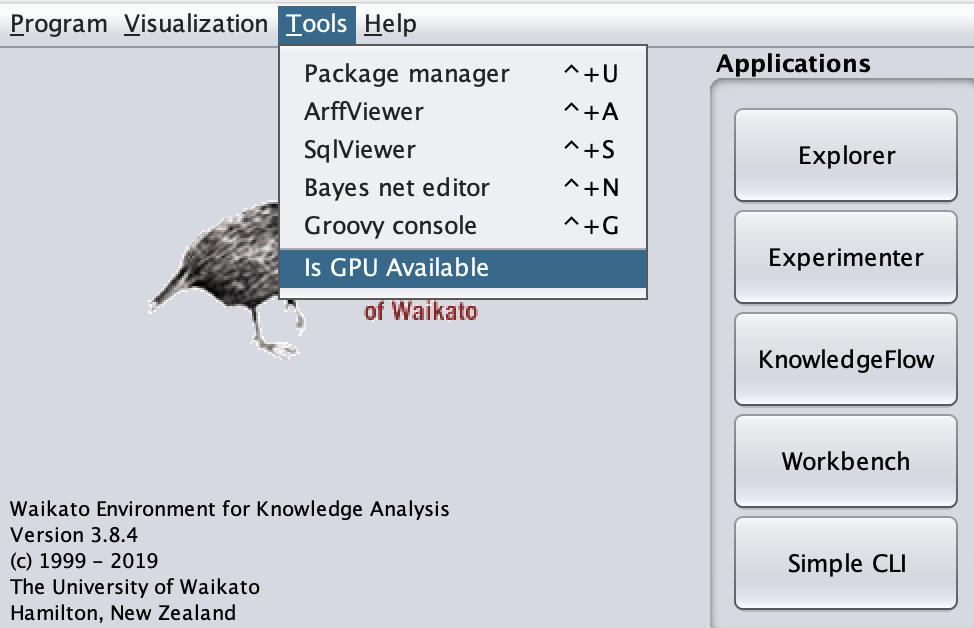 Program Visualization Tools Help
Package manager ^+U
ArffViewer ^+A
SqlViewer ^+S
Bayes net editor ^+N
Groovy console ^+G
Is GPU Available
of Waikato
Applications
Explorer
Experimenter
KnowledgeFlow
Workbench
Simple CLI
Waikato Environment for Knowledge Analysis
Version 3.8.4
(c) 1999 - 2019
The University of Waikato
Hamilton, New Zealand